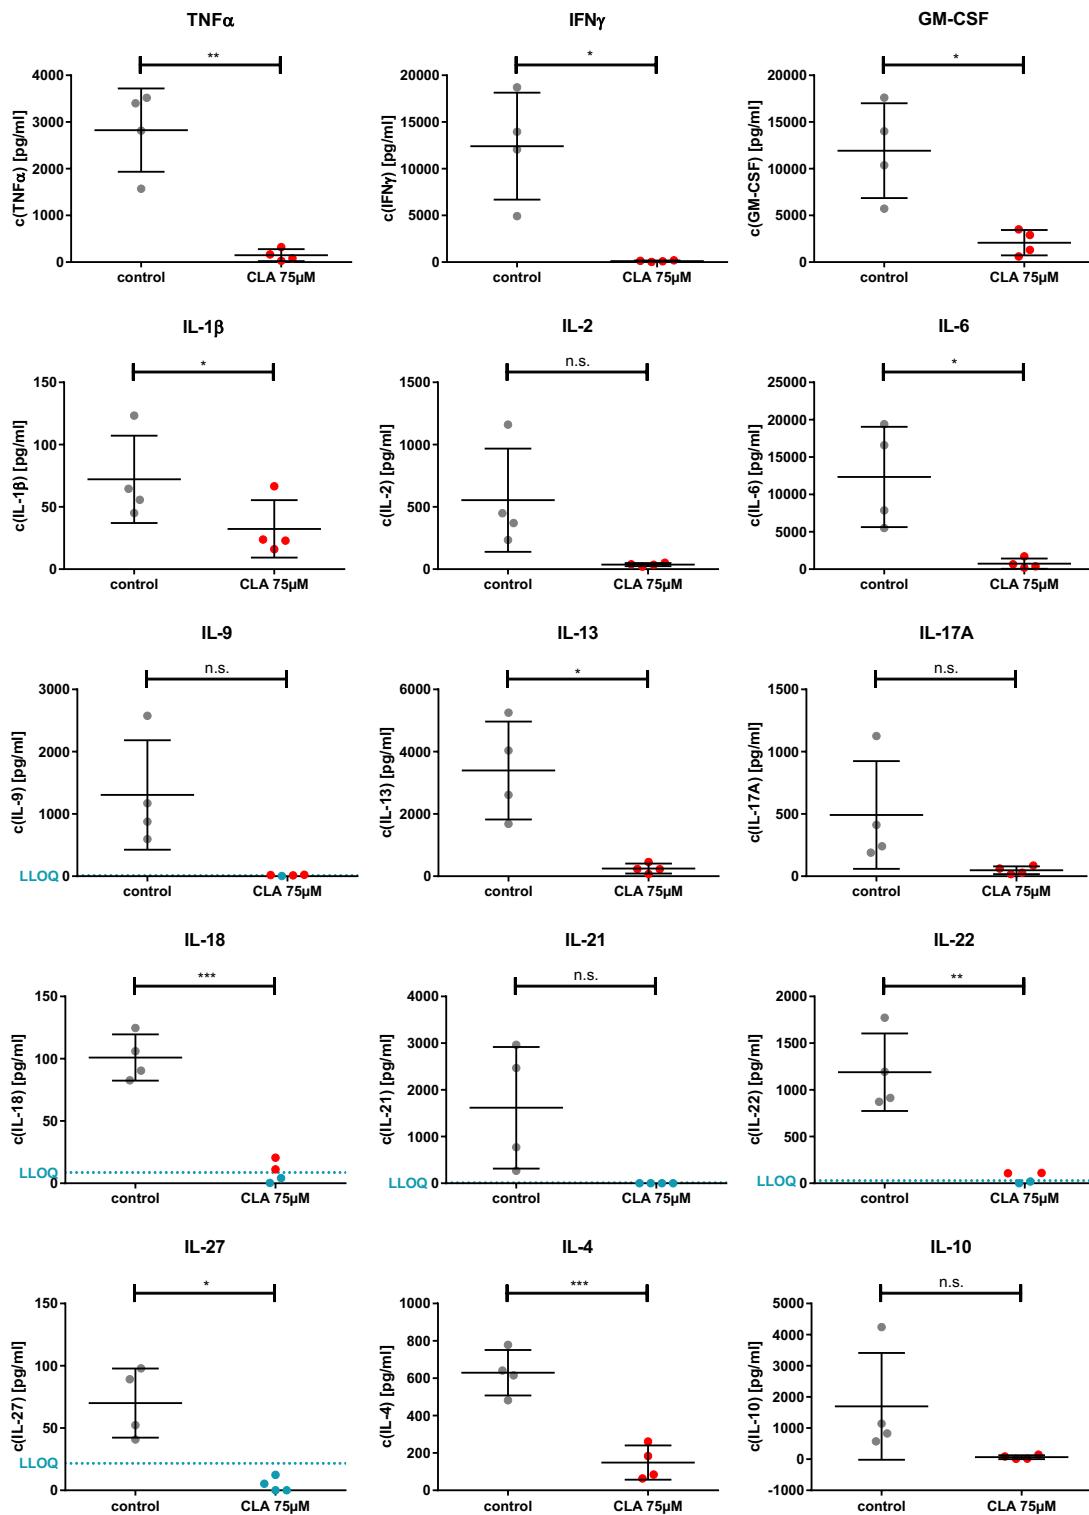 TNFα
**
c(TNFα) [pg/ml]
4000
3000
2000
1000
0
control
CLA 75µM
IFNγ
*
c(IFNγ) [pg/ml]
20000
15000
10000
5000
0
control
CLA 75µM
GM-CSF
*
c(GM-CSF) [pg/ml]
20000
15000
10000
5000
0
control
CLA 75µM
IL-1β
*
c(IL-1β) [pg/ml]
150
100
50
0
control
CLA 75µM
IL-2
n.s.
c(IL-2) [pg/ml]
1500
1000
500
0
control
CLA 75µM
IL-6
*
c(IL-6) [pg/ml]
25000
20000
15000
10000
5000
0
control
CLA 75µM
IL-9
n.s.
c(IL-9) [pg/ml]
3000
2000
1000
0
LLOQ
control
CLA 75µM
IL-13
*
c(IL-13) [pg/ml]
6000
4000
2000
0
control
CLA 75µM
IL-17A
n.s.
c(IL-17A) [pg/ml]
1500
1000
500
0
control
CLA 75µM
IL-18
***
c(IL-18) [pg/ml]
150
100
50
LLOQ
0
control
CLA 75µM
IL-21
n.s.
c(IL-21) [pg/ml]
4000
3000
2000
1000
0
LLOQ
control
CLA 75µM
IL-22
**
c(IL-22) [pg/ml]
2000
1500
1000
500
LLOQ
0
control
CLA 75µM
IL-27
*
c(IL-27) [pg/ml]
150
100
50
LLOQ
0
control
CLA 75µM
IL-4
***
c(IL-4) [pg/ml]
1000
800
600
400
200
0
control
CLA 75µM
IL-10
n.s.
c(IL-10) [pg/ml]
5000
4000
3000
2000
1000
0
-1000
control
CLA 75µM